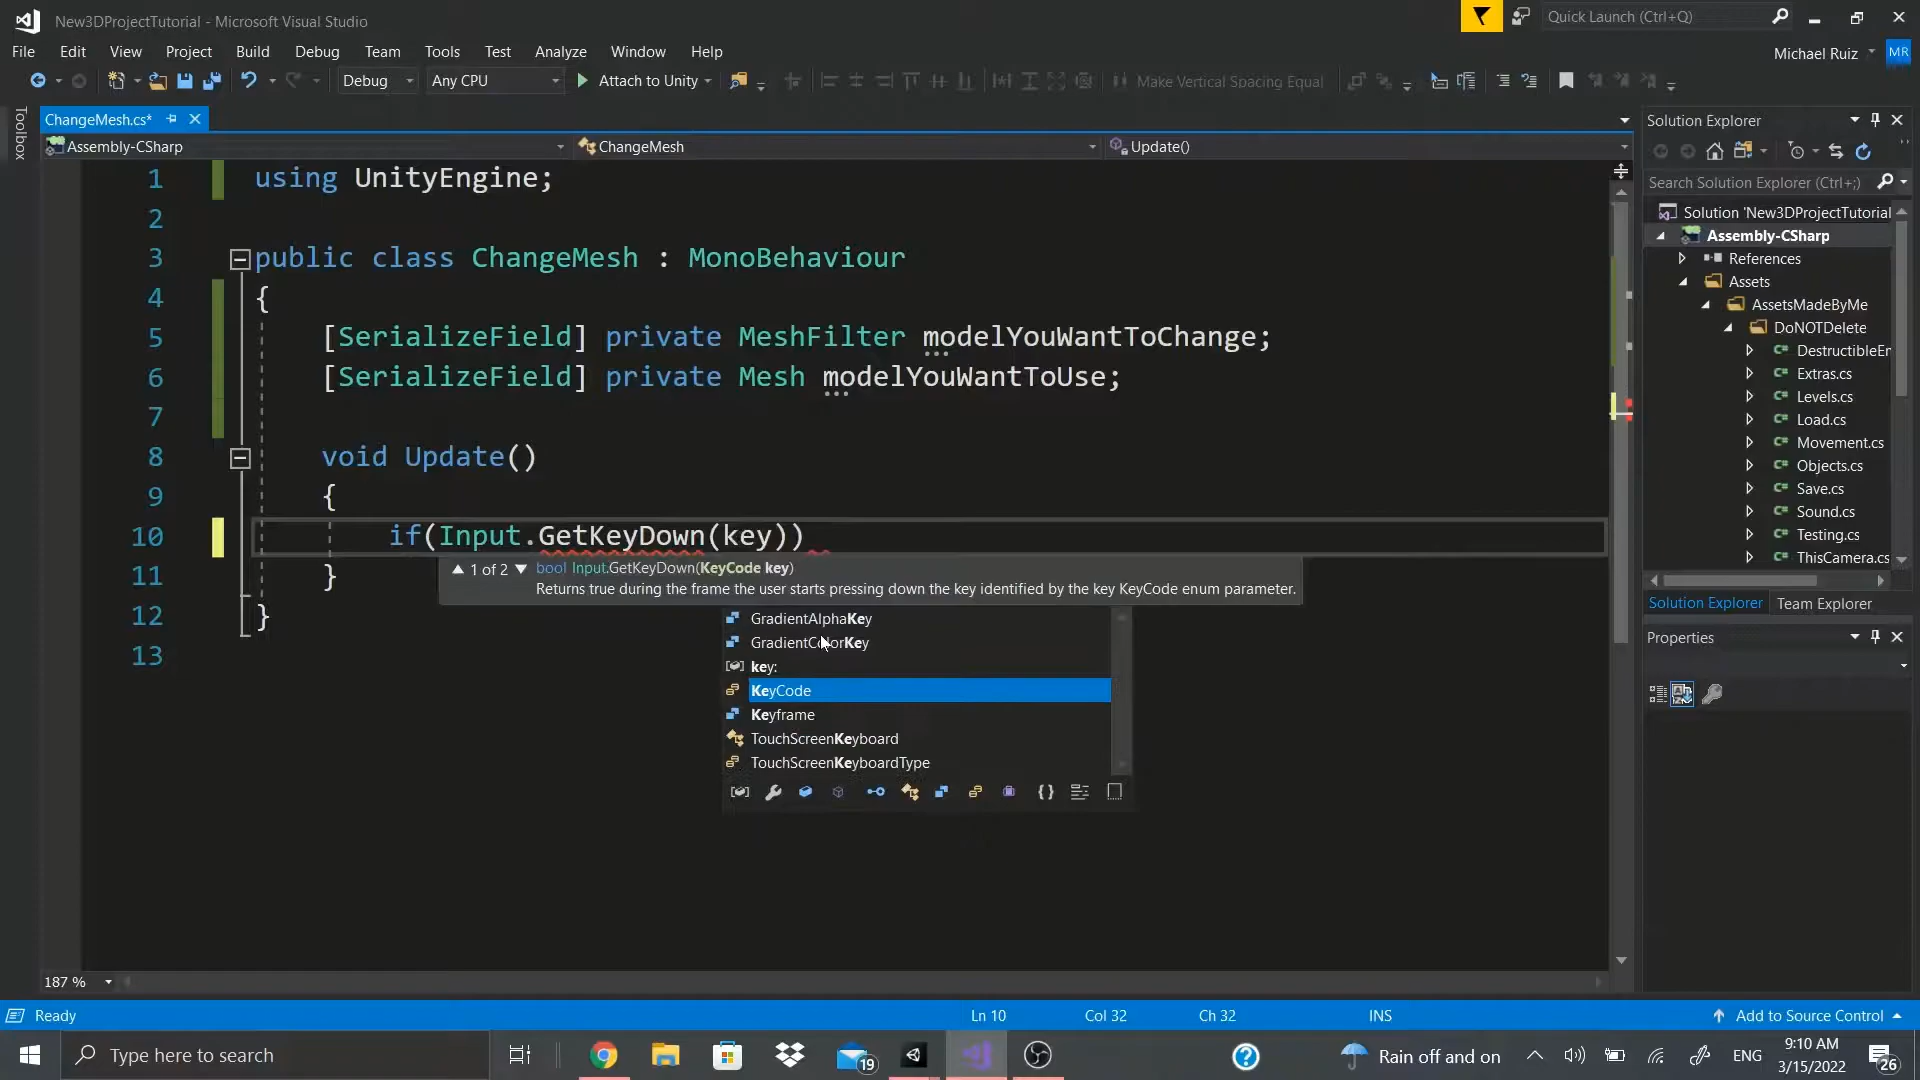 New3DProjectTutorial - Microsoft Visual Studio
Quick Launch (Ctrl+Q)
File Edit View Project Build Debug Team Tools Test Analyze Window Help
Michael Ruiz MR
Debug Any CPU Attach to Unity Make Vertical Spacing Equal
Toolbox
ChangeMesh.cs*
Assembly-CSharp ChangeMesh Update()
1 using UnityEngine;
2
3 public class ChangeMesh : MonoBehaviour
4 {
5 [SerializeField] private MeshFilter modelYouWantToChange;
6 [SerializeField] private Mesh modelYouWantToUse;
7
8 void Update()
9 {
10 if(Input.GetKeyDown(key))
11 }
12 }
13
1 of 2 bool Input.GetKeyDown(KeyCode key)
Returns true during the frame the user starts pressing down the key identified by the key KeyCode enum parameter.
GradientAlphaKey
GradientColorKey
key:
KeyCode
Keyframe
TouchScreenKeyboard
TouchScreenKeyboardType
187 %
Solution Explorer
Search Solution Explorer (Ctrl+;)
Solution 'New3DProjectTutorial
Assembly-CSharp
References
Assets
AssetsMadeByMe
DoNOTDelete
C# DestructibleEn
C# Extras.cs
C# Levels.cs
C# Load.cs
C# Movement.cs
C# Objects.cs
C# Save.cs
C# Sound.cs
C# Testing.cs
C# ThisCamera.cs
Solution Explorer Team Explorer
Properties
Ready Ln 10 Col 32 Ch 32 INS Add to Source Control
Type here to search
19
Rain off and on
ENG
9:10 AM
3/15/2022
26